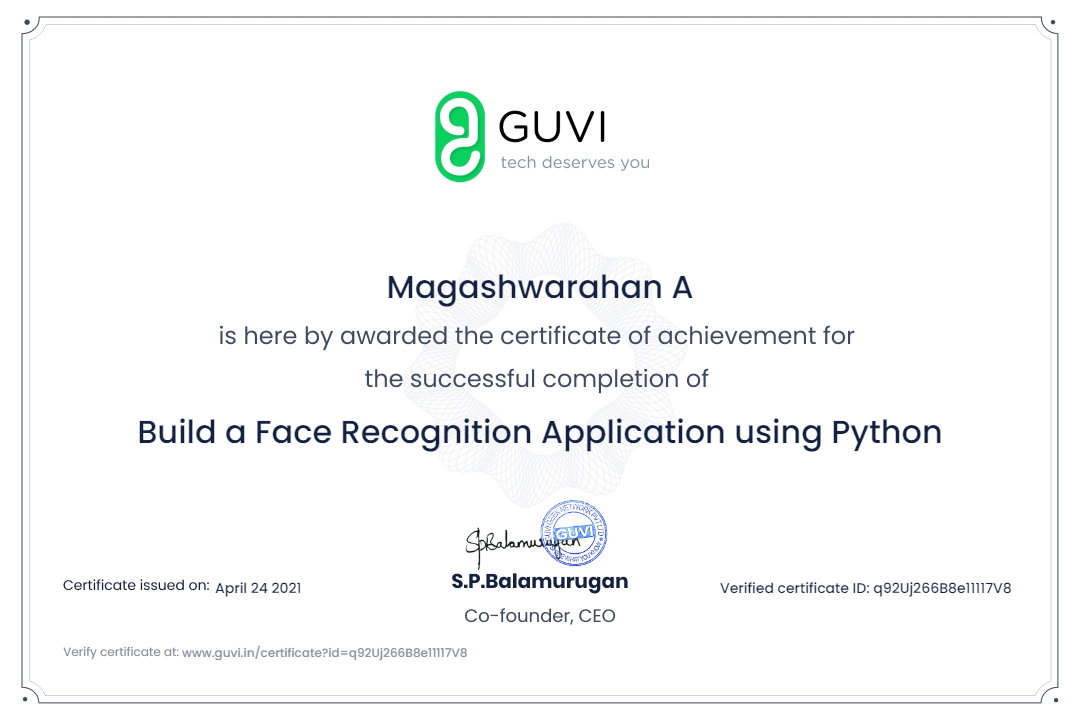 GUVI
tech deserves you
Magashwarahan A
is here by awarded the certificate of achievement for
the successful completion of
Build a Face Recognition Application using Python
GUVI
SpBalamurugan
S.P.Balamurugan
Co-founder, CEO
Certificate issued on: April 24 2021
Verified certificate ID: q92Uj266B8e11117V8
Verify certificate at: www.guvi.in/certificate?id=q92Uj266B8e11117V8